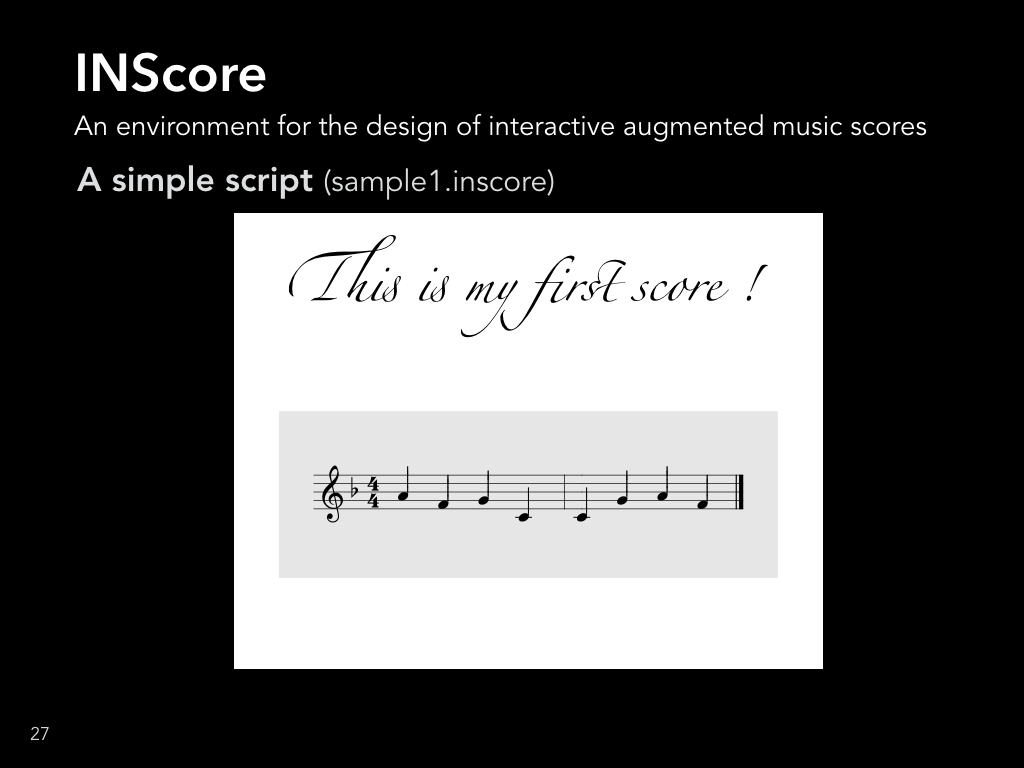 INScore
An environment for the design of interactive augmented music scores
A simple script (sample1.inscore)
This is my first score !
4
4
27